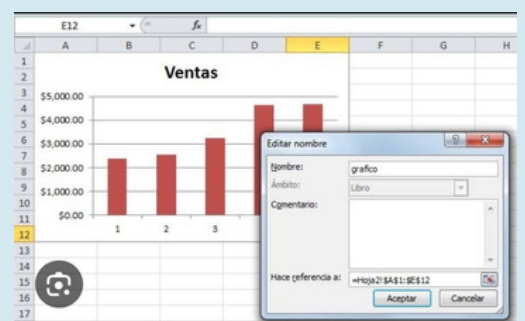 E12 fx
A B C D E F G H
1
2
3
4
5
6
7
8
9
10
11
12
13
14
15
16
17
Ventas
$5,000.00
$4,000.00
$3,000.00
$2,000.00
$1,000.00
$0.00
1 2 3
Editar nombre
Nombre: grafico
Ámbito: Libro
Comentario:
Hace referencia a: =Hoja2!$A$1:$E$12
Aceptar Cancelar